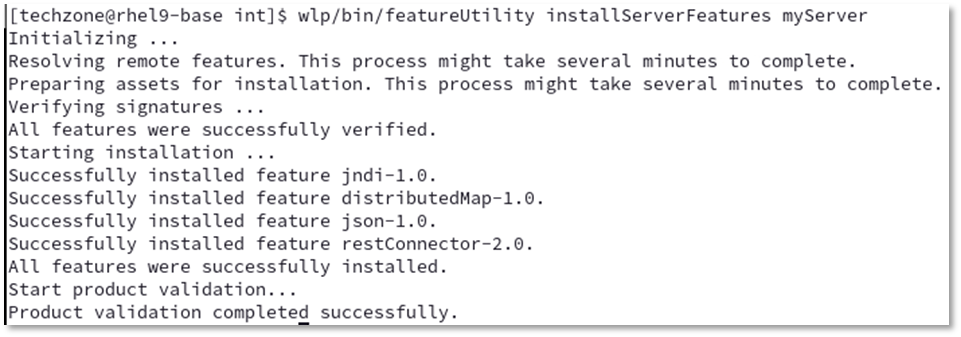 [techzone@rhel9-base int]$ wlp/bin/featureUtility installServerFeatures myServer
Initializing ...
Resolving remote features. This process might take several minutes to complete.
Preparing assets for installation. This process might take several minutes to complete.
Verifying signatures ...
All features were successfully verified.
Starting installation ...
Successfully installed feature jndi-1.0.
Successfully installed feature distributedMap-1.0.
Successfully installed feature json-1.0.
Successfully installed feature restConnector-2.0.
All features were successfully installed.
Start product validation...
Product validation completed successfully.